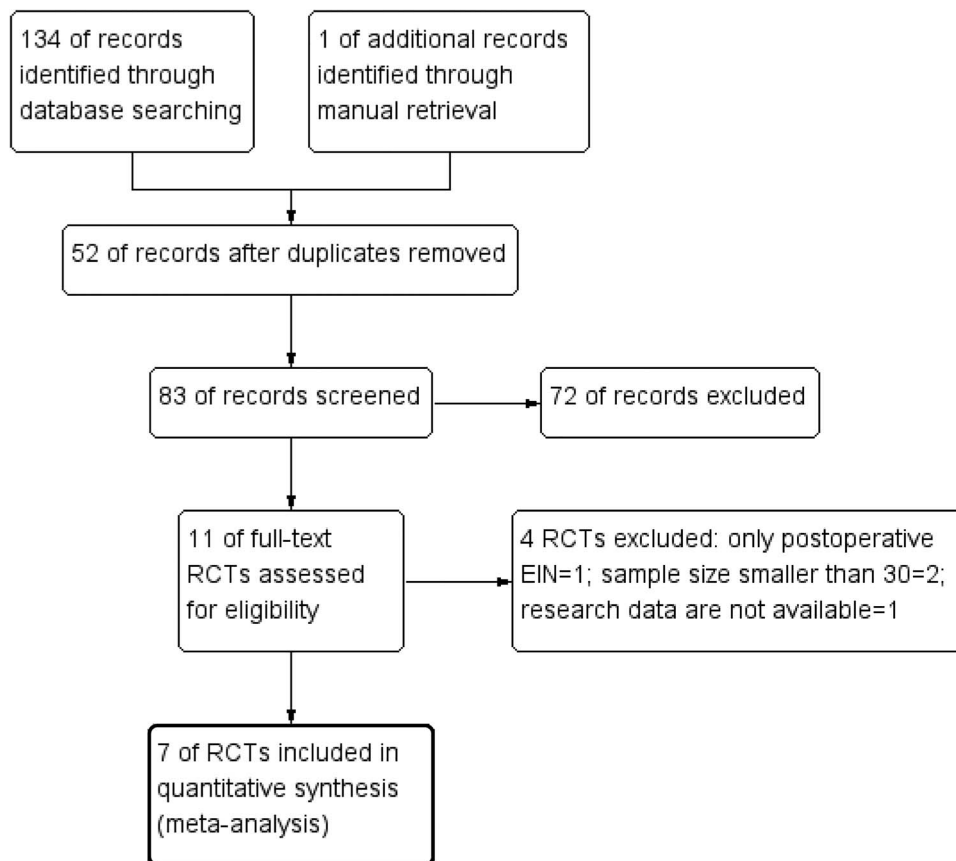 134 of records
identified through
database searching
1 of additional records
identified through
manual retrieval
52 of records after duplicates removed
83 of records screened
72 of records excluded
11 of full-text
RCTs assessed
for eligibility
4 RCTs excluded: only postoperative
EIN=1; sample size smaller than 30=2;
research data are not available=1
7 of RCTs included in
quantitative synthesis
(meta-analysis)